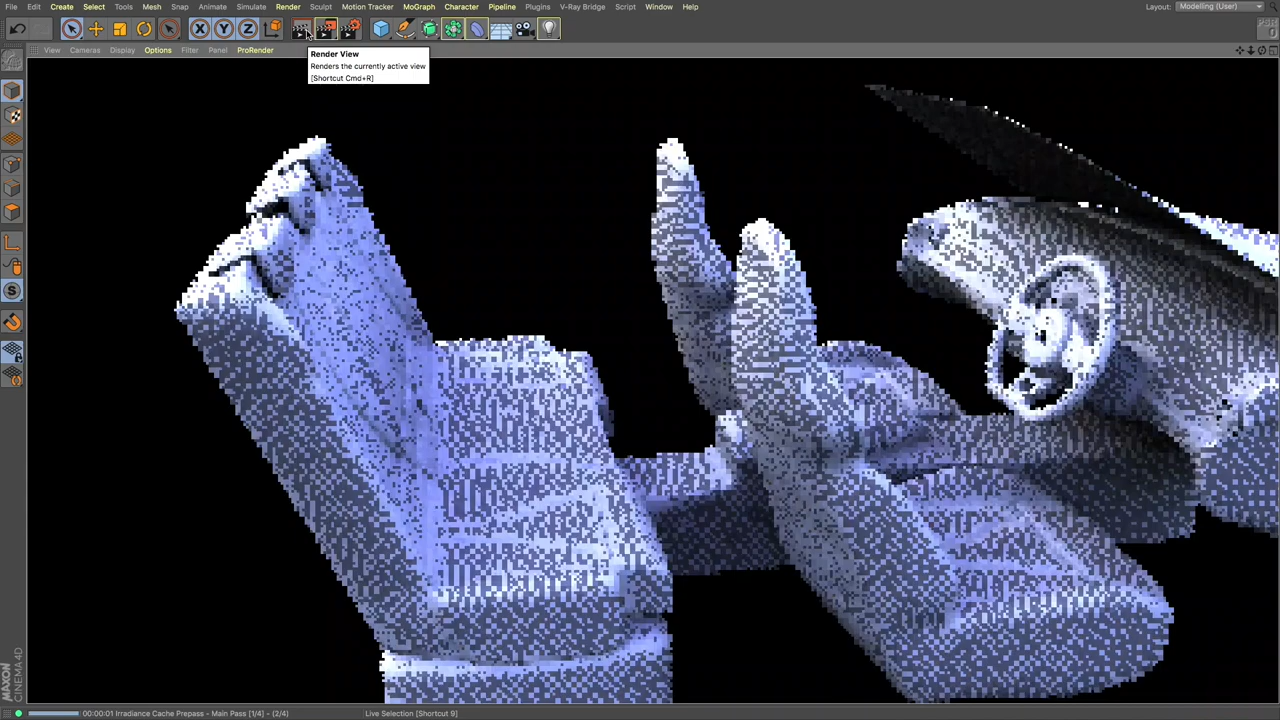 File Edit Create Select Tools Mesh Snap Animate Simulate Render Sculpt Motion Tracker MoGraph Character Pipeline Plugins V-Ray Bridge Script Window Help Layout: Modelling (User)
X Y Z
View Cameras Display Options Filter Panel ProRender
Render View
Renders the currently active view
[Shortcut Cmd+R]
S
MAXON
CINEMA4D
00:00:01 Irradiance Cache Prepass - Main Pass [1/4] - (2/4) Live Selection [Shortcut 9]